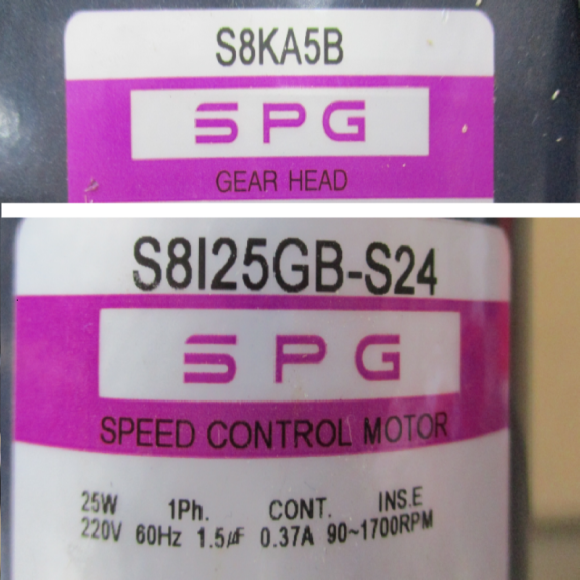 S8KA5B
SPG
GEAR HEAD
S8I25GB-S24
SPG
SPEED CONTROL MOTOR
25W 1Ph. CONT. INS.E
220V 60Hz 1.5㎌ 0.37A 90~1700RPM